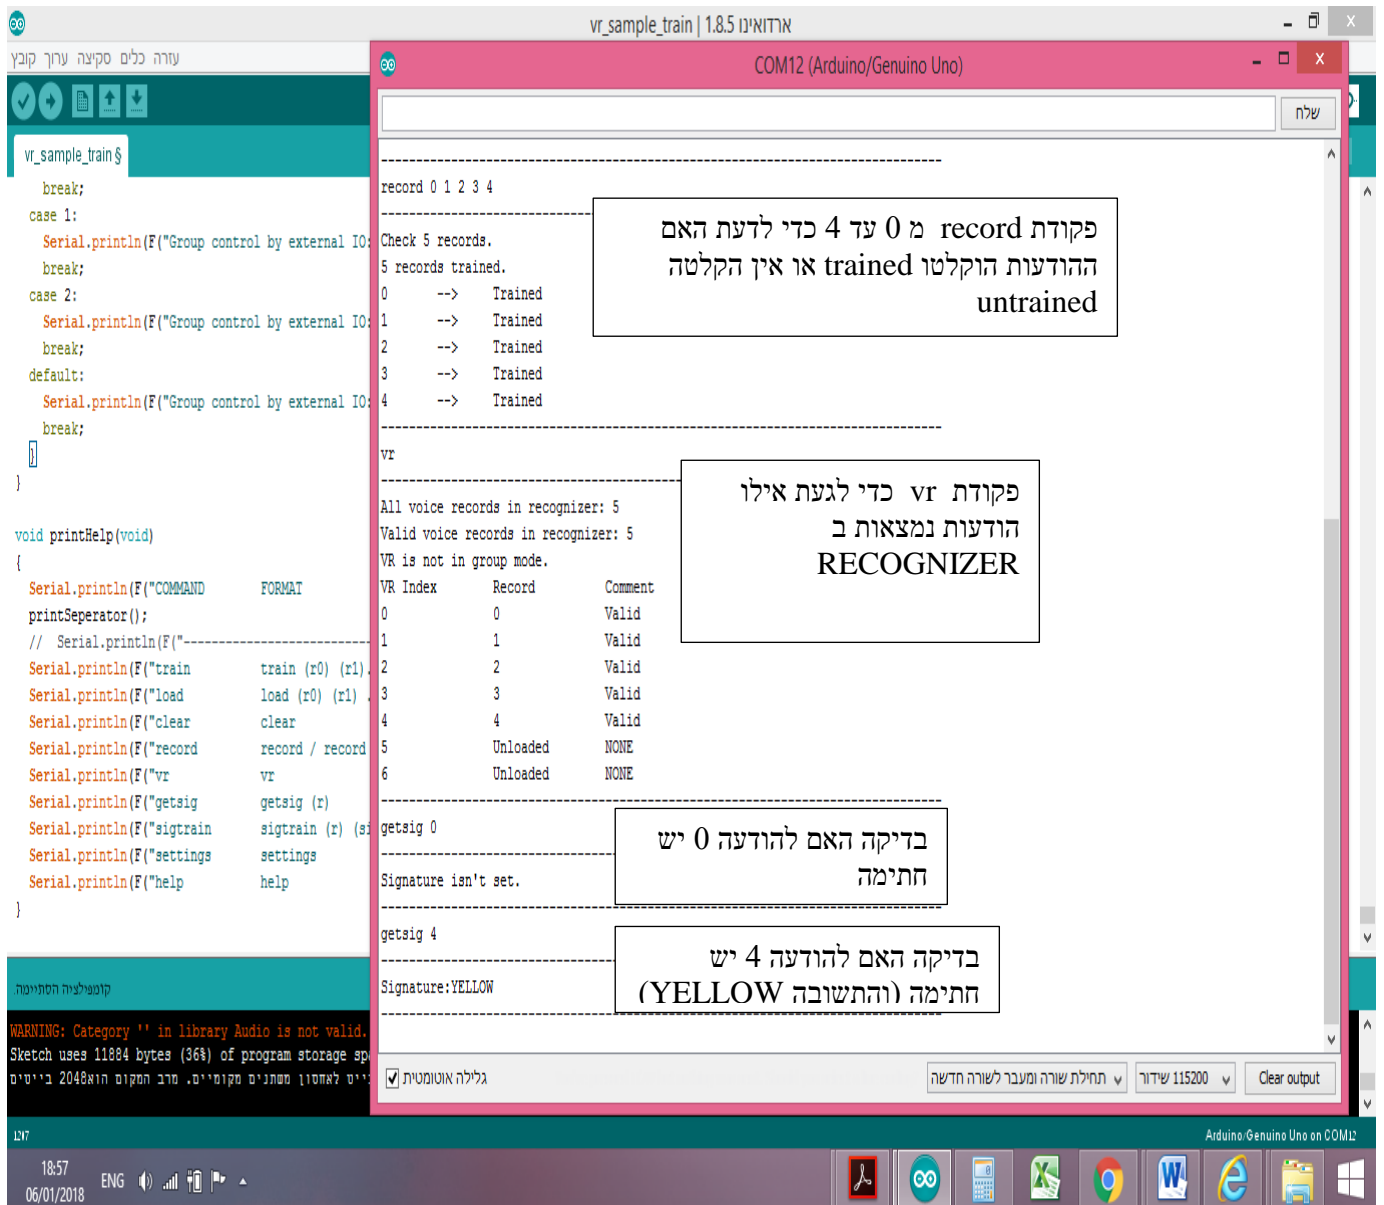 vr_sample_train | 1.8.5 ארדואינו
קובץ ערוך סקיצה כלים עזרה
vr_sample_train §
break;
case 1:
Serial.println(F("Group control by external IO:
break;
case 2:
Serial.println(F("Group control by external IO:
break;
default:
Serial.println(F("Group control by external IO:
break;
}
}
void printHelp(void)
{
Serial.println(F("COMMAND FORMAT
printSeperator();
// Serial.println(F("---------------------------
Serial.println(F("train train (r0) (r1).
Serial.println(F("load load (r0) (r1) .
Serial.println(F("clear clear
Serial.println(F("record record / record
Serial.println(F("vr vr
Serial.println(F("getsig getsig (r)
Serial.println(F("sigtrain sigtrain (r) (si
Serial.println(F("settings settings
Serial.println(F("help help
}
קומפילציה הסתיימה.
WARNING: Category '' in library Audio is not valid.
Sketch uses 11884 bytes (36%) of program storage spa
בייט לאחסון משתנים מקומיים. מרב המקום הוא2048 בייטים
COM12 (Arduino/Genuino Uno)
שלח
--------------------------------------------------------------------------------
record 0 1 2 3 4
--------------------------------------------------------------------------------
Check 5 records.
5 records trained.
0 --> Trained
1 --> Trained
2 --> Trained
3 --> Trained
4 --> Trained
--------------------------------------------------------------------------------
פקודת record מ 0 עד 4 כדי לדעת האם
ההודעות הוקלטו trained או אין הקלטה
untrained
vr
--------------------------------------------------------------------------------
All voice records in recognizer: 5
Valid voice records in recognizer: 5
VR is not in group mode.
VR Index Record Comment
0 0 Valid
1 1 Valid
2 2 Valid
3 3 Valid
4 4 Valid
5 Unloaded NONE
6 Unloaded NONE
--------------------------------------------------------------------------------
פקודת vr כדי לגעת אילו
הודעות נמצאות ב
RECOGNIZER
getsig 0
--------------------------------------------------------------------------------
Signature isn't set.
--------------------------------------------------------------------------------
בדיקה האם להודעה 0 יש
חתימה
getsig 4
--------------------------------------------------------------------------------
Signature:YELLOW
--------------------------------------------------------------------------------
בדיקה האם להודעה 4 יש
חתימה (והתשובה YELLOW)
גלילה אוטומטית
תחילת שורה ומעבר לשורה חדשה
115200 שידור
Clear output
Arduino/Genuino Uno on COM12
18:57
06/01/2018
ENG